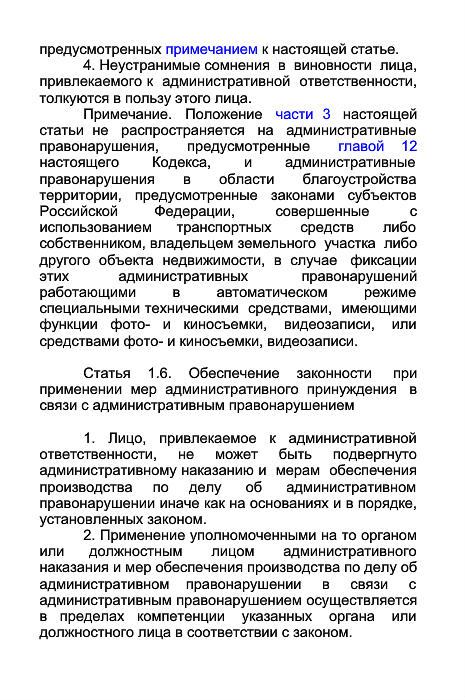 предусмотренных примечанием к настоящей статье.
4. Неустранимые сомнения в виновности лица,
привлекаемого к административной ответственности,
толкуются в пользу этого лица.
Примечание. Положение части 3 настоящей
статьи не распространяется на административные
правонарушения, предусмотренные главой 12
настоящего Кодекса, и административные
правонарушения в области благоустройства
территории, предусмотренные законами субъектов
Российской Федерации, совершенные с
использованием транспортных средств либо
собственником, владельцем земельного участка либо
другого объекта недвижимости, в случае фиксации
этих административных правонарушений
работающими в автоматическом режиме
специальными техническими средствами, имеющими
функции фото- и киносъемки, видеозаписи, или
средствами фото- и киносъемки, видеозаписи.
Статья 1.6. Обеспечение законности при
применении мер административного принуждения в
связи с административным правонарушением
1. Лицо, привлекаемое к административной
ответственности, не может быть подвергнуто
административному наказанию и мерам обеспечения
производства по делу об административном
правонарушении иначе как на основаниях и в порядке,
установленных законом.
2. Применение уполномоченными на то органом
или должностным лицом административного
наказания и мер обеспечения производства по делу об
административном правонарушении в связи с
административным правонарушением осуществляется
в пределах компетенции указанных органа или
должностного лица в соответствии с законом.